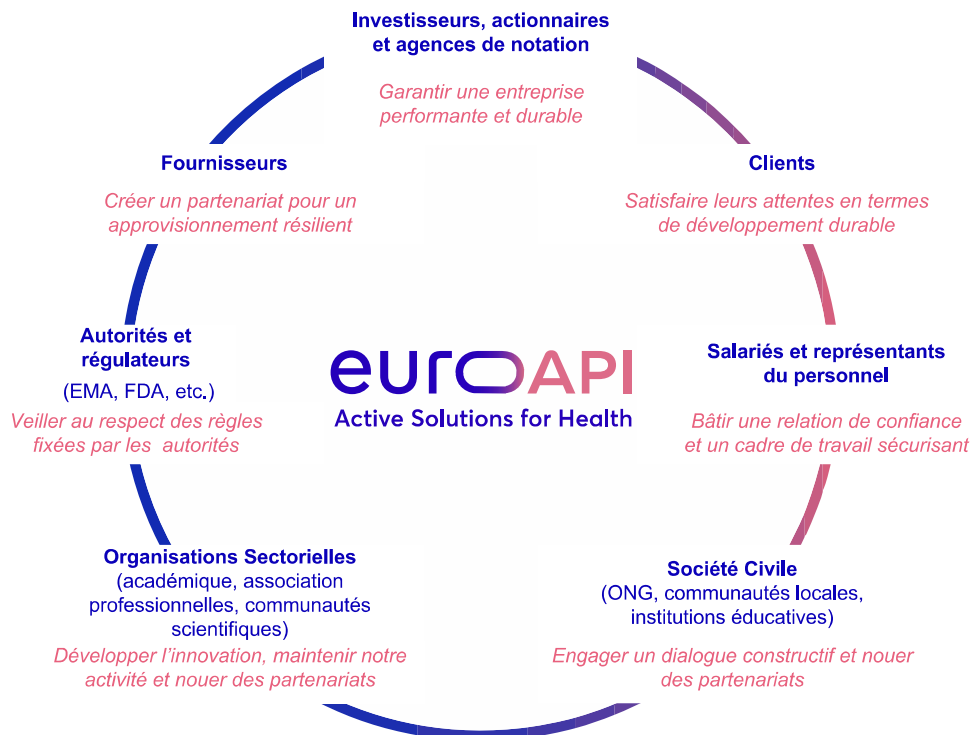 Investisseurs, actionnaires
et agences de notation
Garantir une entreprise
performante et durable
Fournisseurs
Créer un partenariat pour un
approvisionnement résilient
Clients
Satisfaire leurs attentes en termes
de développement durable
Autorités et
régulateurs
(EMA, FDA, etc.)
Veiller au respect des règles
fixées par les autorités
euroAPI
Active Solutions for Health
Salariés et représentants
du personnel
Bâtir une relation de confiance
et un cadre de travail sécurisant
Organisations Sectorielles
(académique, association
professionnelles, communautés
scientifiques)
Développer l'innovation, maintenir notre
activité et nouer des partenariats
Société Civile
(ONG, communautés locales,
institutions éducatives)
Engager un dialogue constructif et nouer
des partenariats